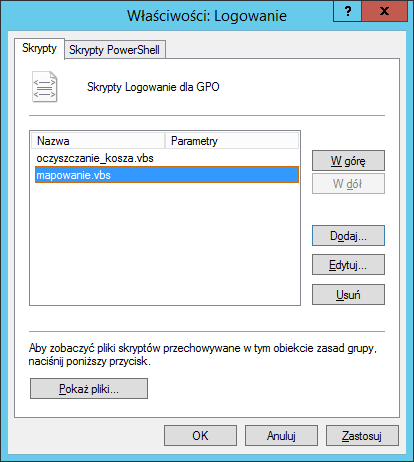 Właściwości: Logowanie
?
x
Skrypty
Skrypty PowerShell
Skrypty Logowanie dla GPO
Nazwa
Parametry
oczyszczanie_kosza.vbs
mapowanie.vbs
W górę
W dół
Dodaj...
Edytuj...
Usuń
Aby zobaczyć pliki skryptów przechowywane w tym obiekcie zasad grupy,
naciśnij poniższy przycisk.
Pokaż pliki...
OK
Anuluj
Zastosuj